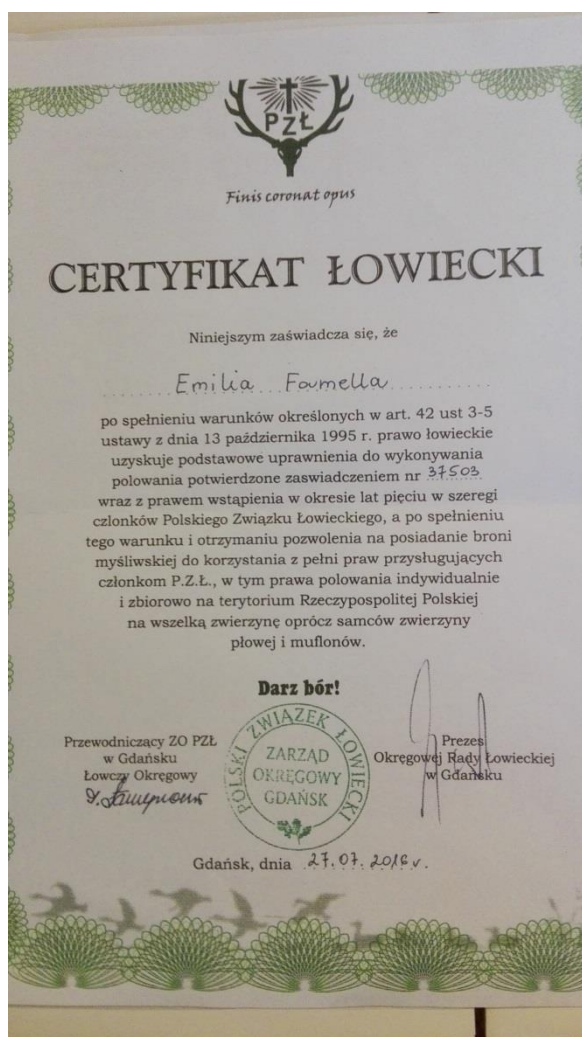 PZŁ
Finis coronat opus
CERTYFIKAT ŁOWIECKI
Niniejszym zaświadcza się, że
Emilia Formella
po spełnieniu warunków określonych w art. 42 ust 3-5
ustawy z dnia 13 października 1995 r. prawo łowieckie
uzyskuje podstawowe uprawnienia do wykonywania
polowania potwierdzone zaswiadczeniem nr 37503
wraz z prawem wstąpienia w okresie lat pięciu w szeregi
członków Polskiego Związku Łowieckiego, a po spełnieniu
tego warunku i otrzymaniu pozwolenia na posiadanie broni
myśliwskiej do korzystania z pełni praw przysługujących
członkom P.Z.Ł., w tym prawa polowania indywidualnie
i zbiorowo na terytorium Rzeczypospolitej Polskiej
na wszelką zwierzynę oprócz samców zwierzyny
płowej i muflonów.
Darz bór!
Przewodniczący ZO PZŁ
w Gdańsku
Łowczy Okręgowy
POLSKI ZWIĄZEK ŁOWIECKI
ZARZĄD
OKRĘGOWY
GDAŃSK
Prezes
Okręgowej Rady Łowieckiej
w Gdańsku
Gdańsk, dnia 27.07.2016 r.